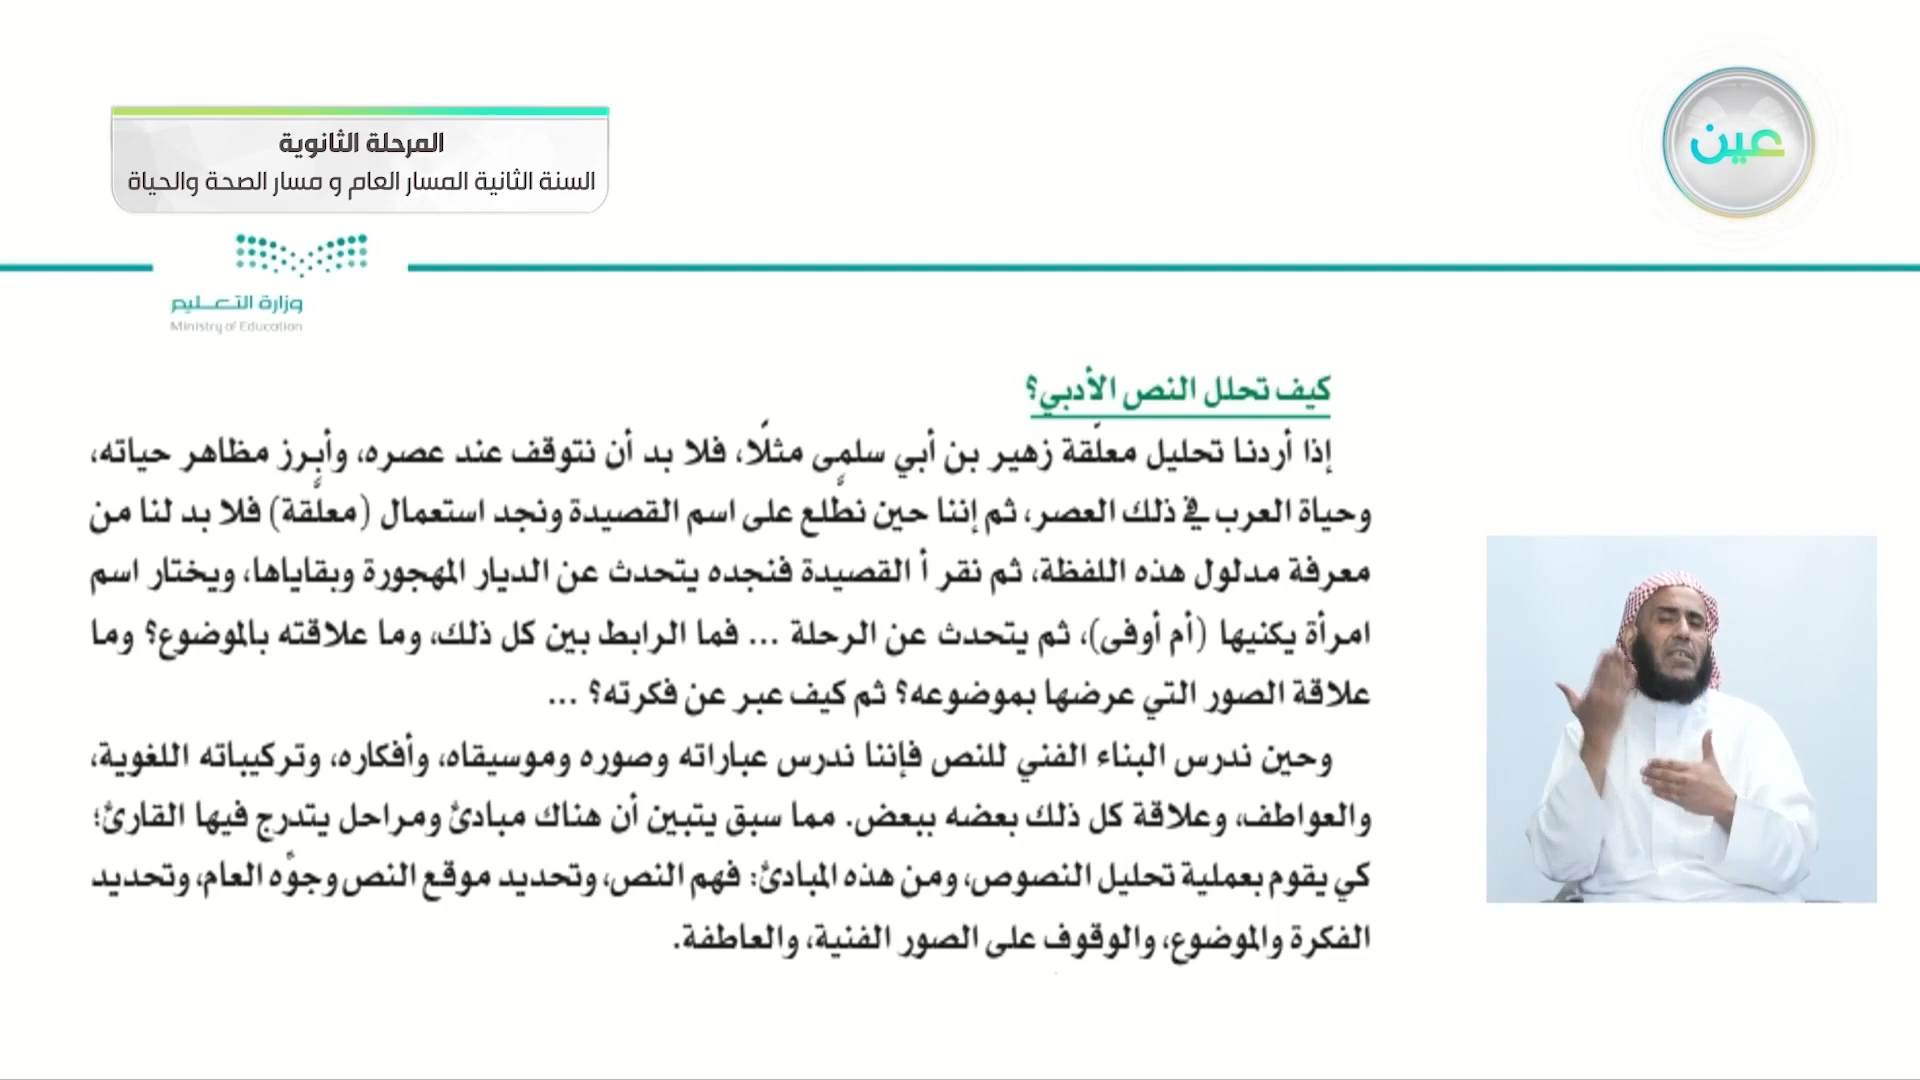 المرحلة الثانوية
السنة الثانية المسار العام و مسار الصحة والحياة
عين
وزارة التعليم
Ministry of Education
كيف تحلل النص الأدبي؟
إذا أردنا تحليل معلّقة زهير بن أبي سلمى مثلًا، فلا بد أن نتوقف عند عصره، وأبرز مظاهر حياته،
وحياة العرب في ذلك العصر، ثم إننا حين نطَّلع على اسم القصيدة ونجد استعمال (معلَّقة) فلا بد لنا من
معرفة مدلول هذه اللفظة، ثم نقر أ القصيدة فنجده يتحدث عن الديار المهجورة وبقاياها، ويختار اسم
امرأة يكنيها (أم أوفى)، ثم يتحدث عن الرحلة ... فما الرابط بين كل ذلك، وما علاقته بالموضوع؟ وما
علاقة الصور التي عرضها بموضوعه؟ ثم كيف عبر عن فكرته؟ ...
وحين ندرس البناء الفني للنص فإننا ندرس عباراته وصوره وموسيقاه، وأفكاره، وتركيباته اللغوية،
والعواطف، وعلاقة كل ذلك بعضه ببعض. مما سبق يتبين أن هناك مبادئ ومراحل يتدرج فيها القارئ؛
كي يقوم بعملية تحليل النصوص، ومن هذه المبادئ: فهم النص، وتحديد موقع النص وجوِّه العام، وتحديد
الفكرة والموضوع، والوقوف على الصور الفنية، والعاطفة.